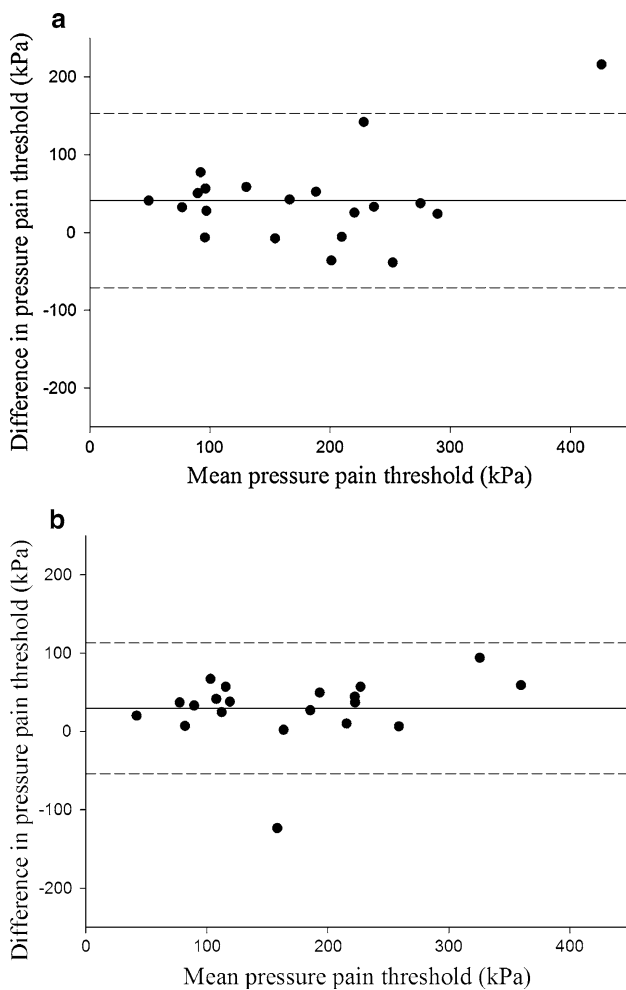 a
Difference in pressure pain threshold (kPa)
200
100
0
-100
-200
0 100 200 300 400
Mean pressure pain threshold (kPa)
b
Difference in pressure pain threshold (kPa)
200
100
0
-100
-200
0 100 200 300 400
Mean pressure pain threshold (kPa)